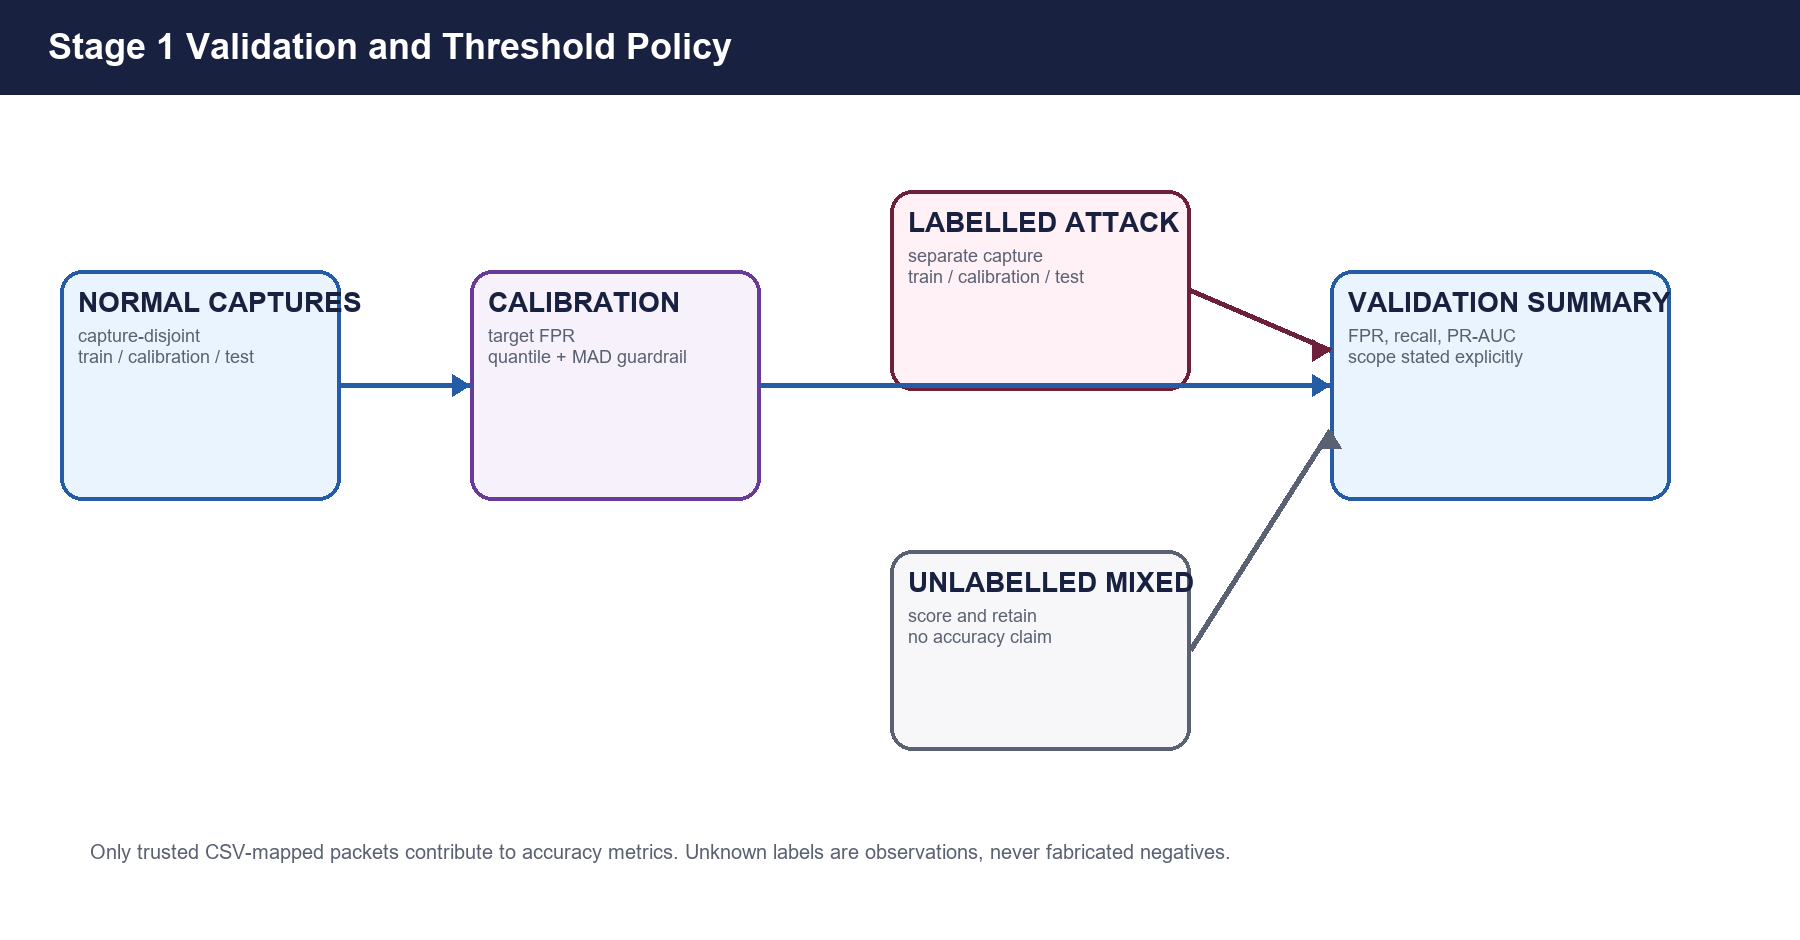 Stage 1 Validation and Threshold Policy
NORMAL CAPTURES
capture-disjoint
train / calibration / test
CALIBRATION
target FPR
quantile + MAD guardrail
LABELLED ATTACK
separate capture
train / calibration / test
UNLABELLED MIXED
score and retain
no accuracy claim
VALIDATION SUMMARY
FPR, recall, PR-AUC
scope stated explicitly
Only trusted CSV-mapped packets contribute to accuracy metrics. Unknown labels are observations, never fabricated negatives.